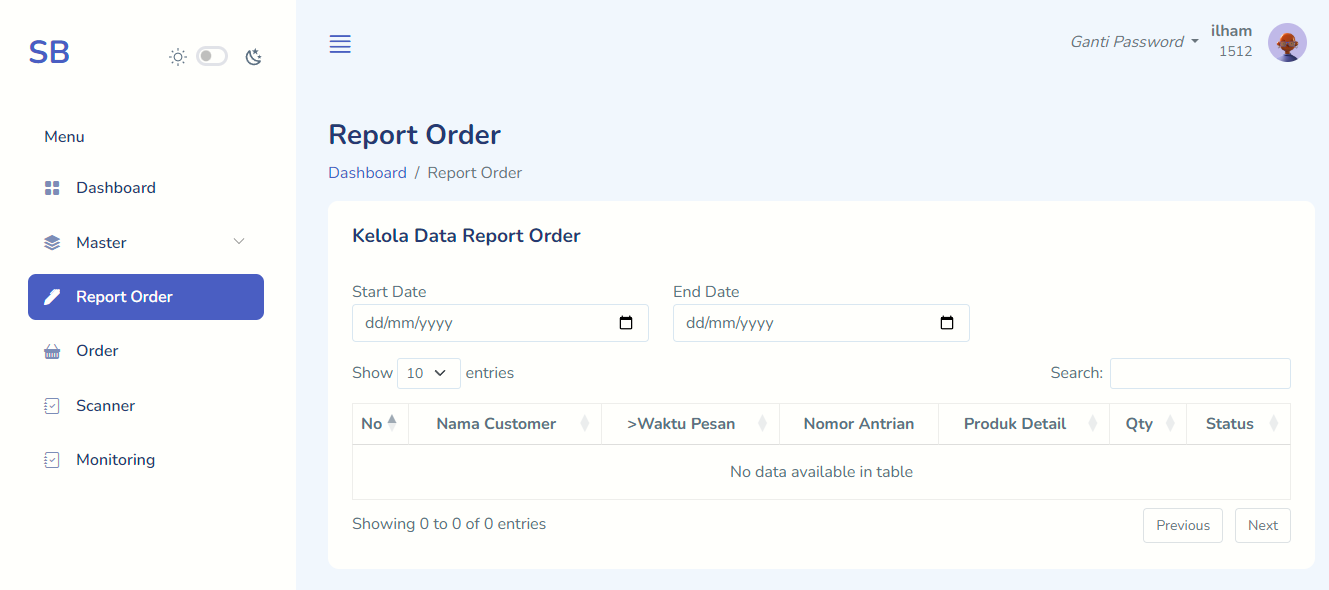 SB
Menu
Dashboard
Master
Report Order
Order
Scanner
Monitoring
Ganti Password
ilham
1512
Report Order
Dashboard / Report Order
Kelola Data Report Order
Start Date End Date
dd/mm/yyyy dd/mm/yyyy
Show 10 entries Search:
No Nama Customer >Waktu Pesan Nomor Antrian Produk Detail Qty Status
No data available in table
Showing 0 to 0 of 0 entries Previous Next